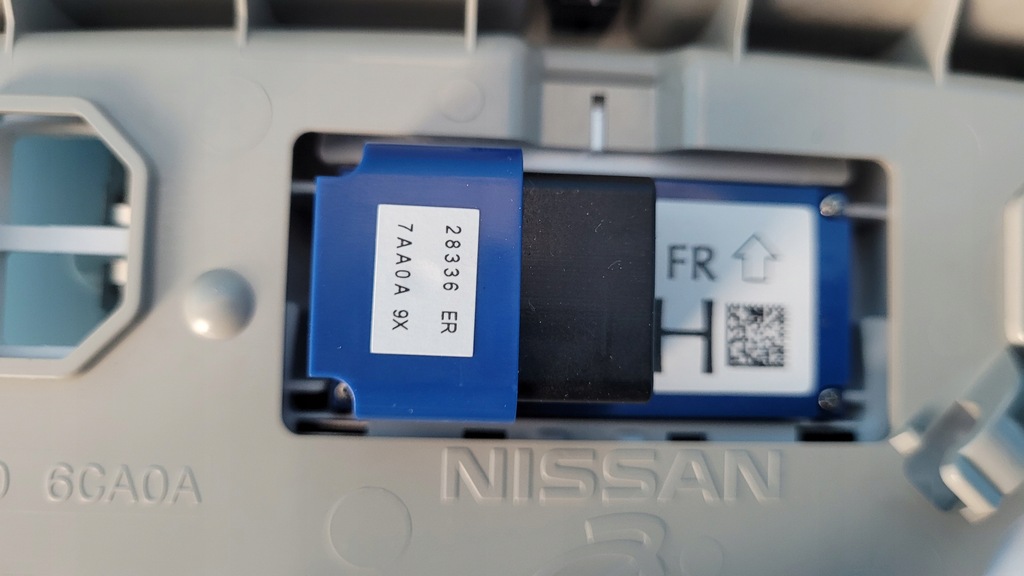 28336 ER
7AA0A 9X
FR
H
6CA0A
NISSAN